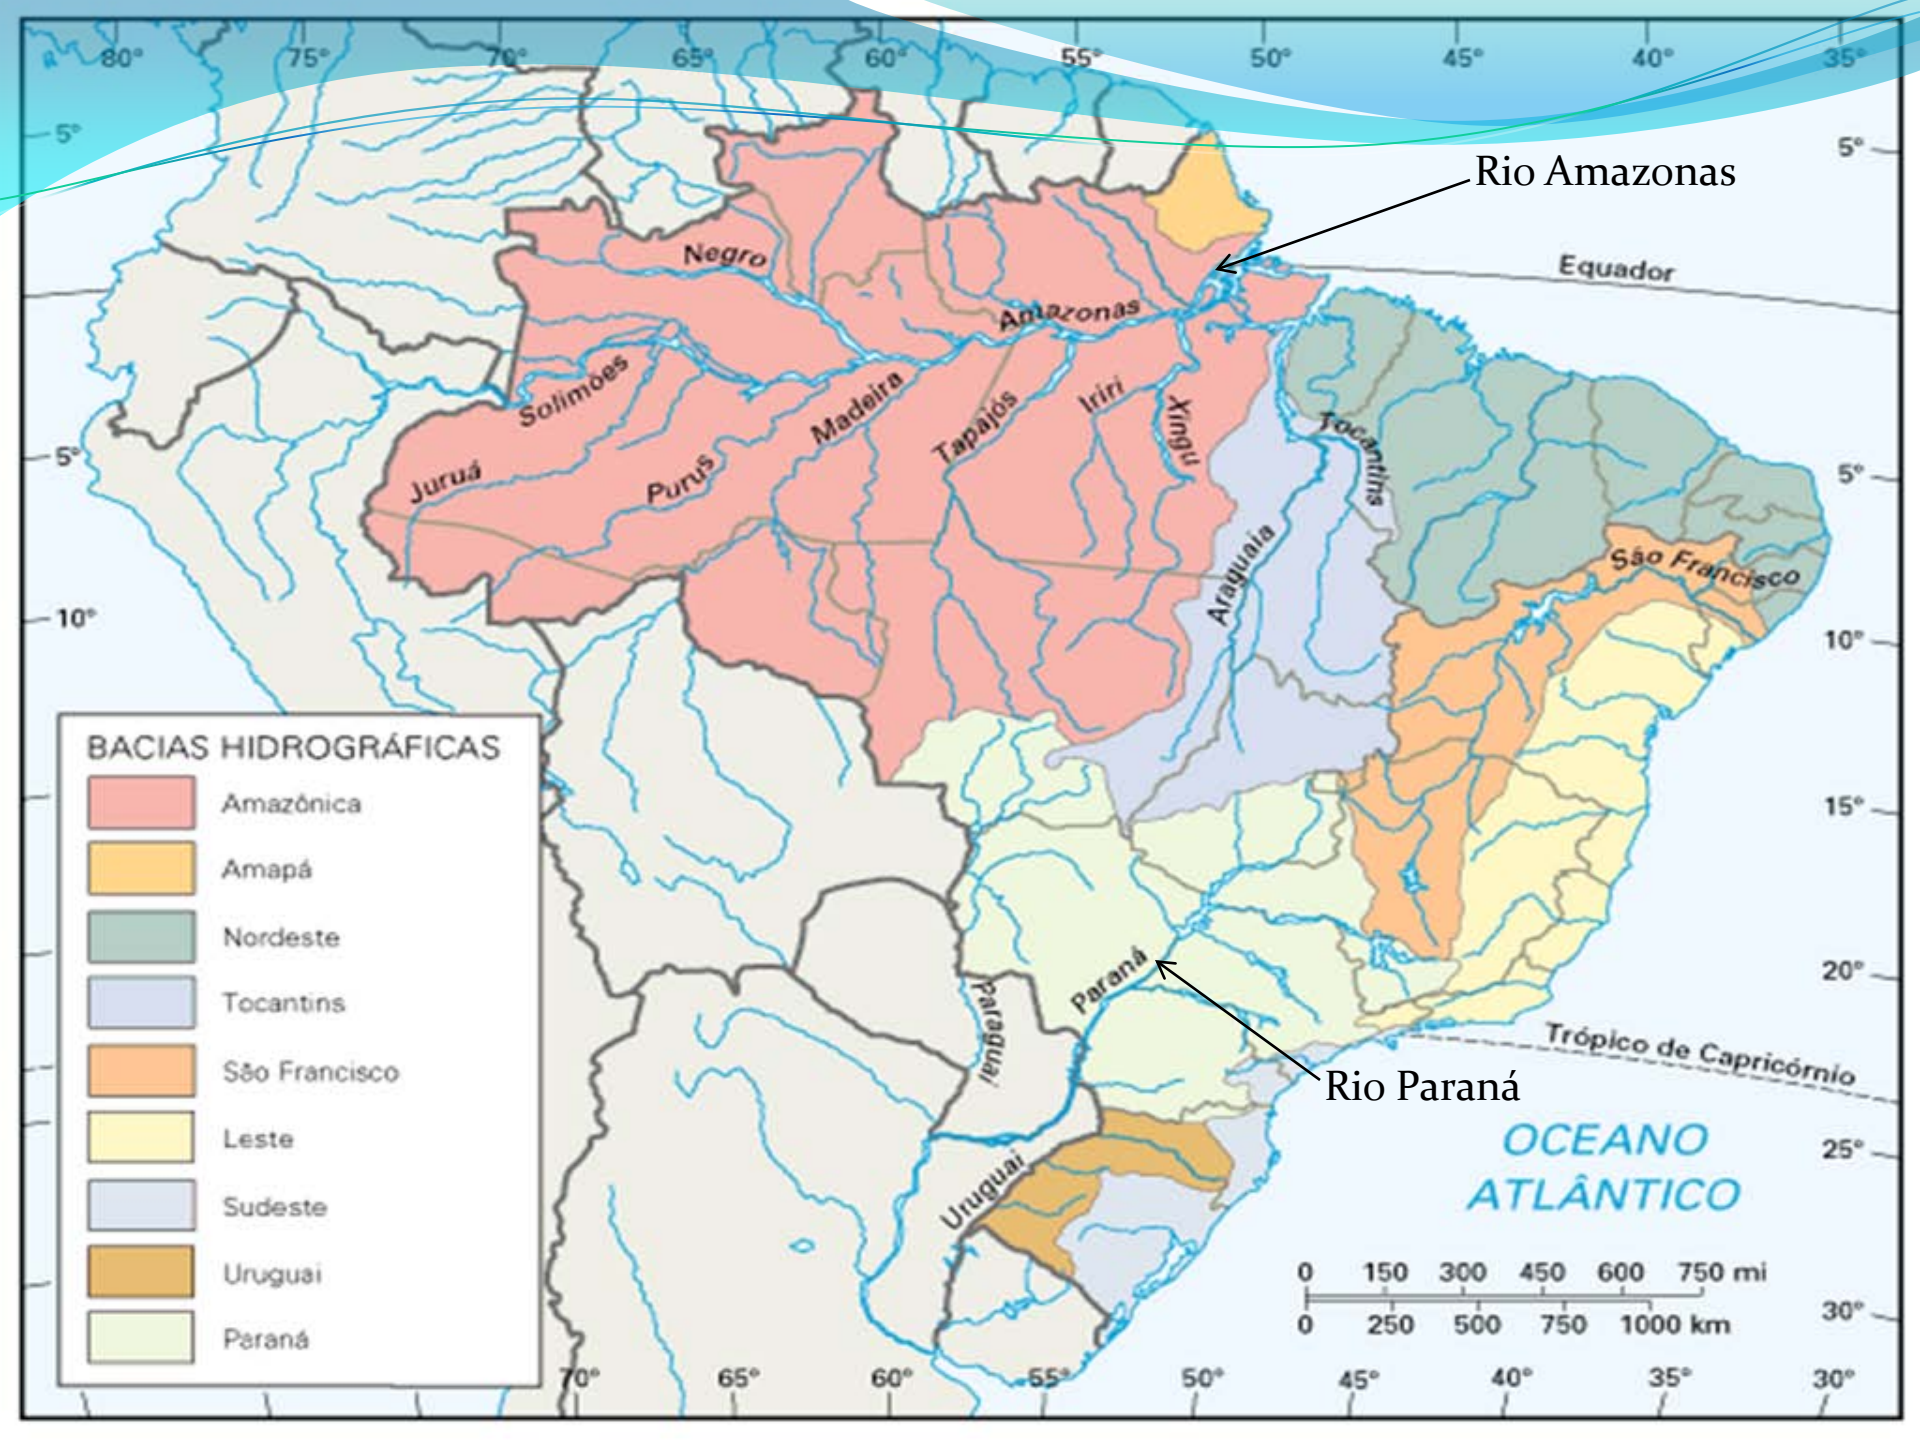 80°
75°
70°
65°
60°
55°
50°
45°
40°
35°
5°
5°
Rio Amazonas
Equador
Negro
Amazonas
Solimões
Madeira
Tapajós
Iriri
Xingu
Tocantins
Juruá
Purus
5°
5°
Araguaia
São Francisco
10°
10°
BACIAS HIDROGRÁFICAS
Amazônica
Amapá
Nordeste
Tocantins
São Francisco
Leste
Sudeste
Uruguai
Paraná
15°
20°
Paraná
Paraguai
Trópico de Capricórnio
Rio Paraná
OCEANO
ATLÂNTICO
25°
Uruguai
0 150 300 450 600 750 mi
0 250 500 750 1000 km
30°
70°
65°
60°
55°
50°
45°
40°
35°
30°